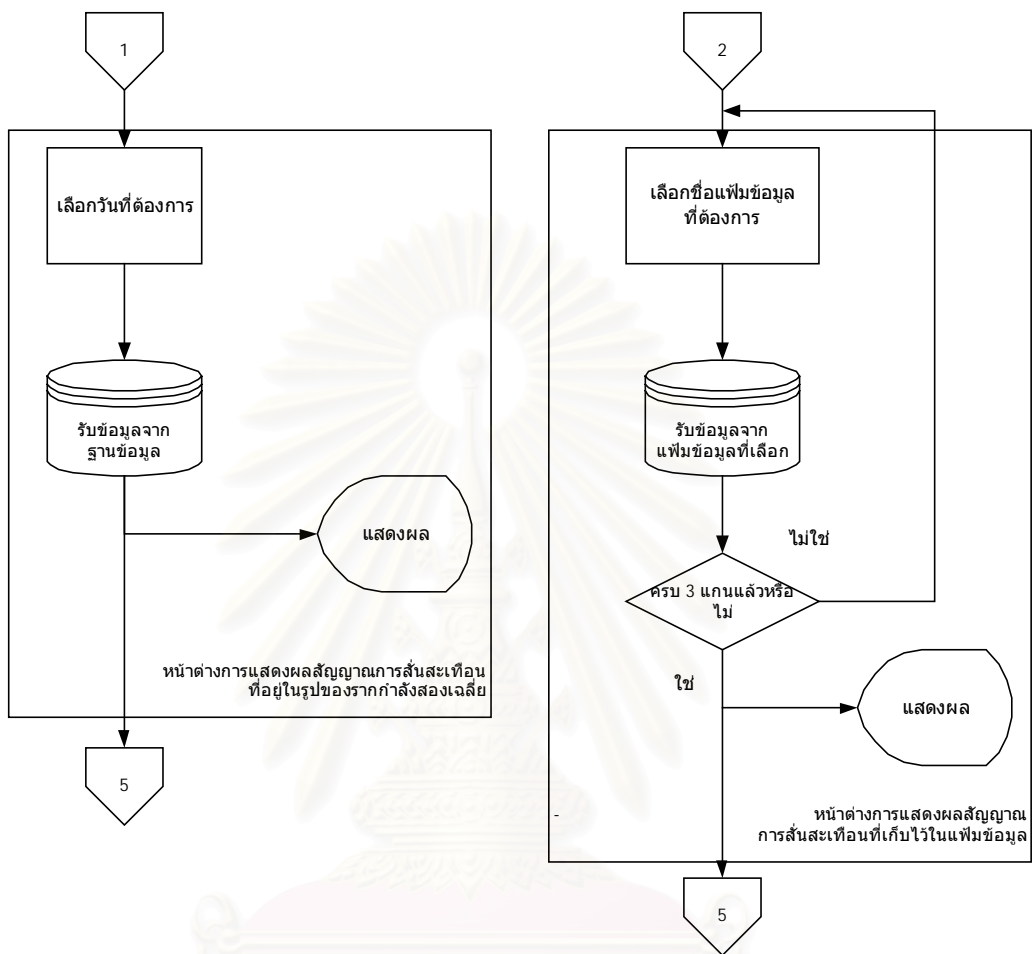 1
เลือกวันที่ต้องการ
รับข้อมูลจาก
ฐานข้อมูล
แสดงผล
หน้าต่างการแสดงผลสัญญาณการสั่นสะเทือน
ที่อยู่ในรูปของรากกำลังสองเฉลี่ย
5
2
เลือกชื่อแฟ้มข้อมูล
ที่ต้องการ
รับข้อมูลจาก
แฟ้มข้อมูลที่เลือก
ไม่ใช่
ครบ 3 แกนแล้วหรือ
ไม่
ใช่
แสดงผล
-
หน้าต่างการแสดงผลสัญญาณ
การสั่นสะเทือนที่เก็บไว้ในแฟ้มข้อมูล
5